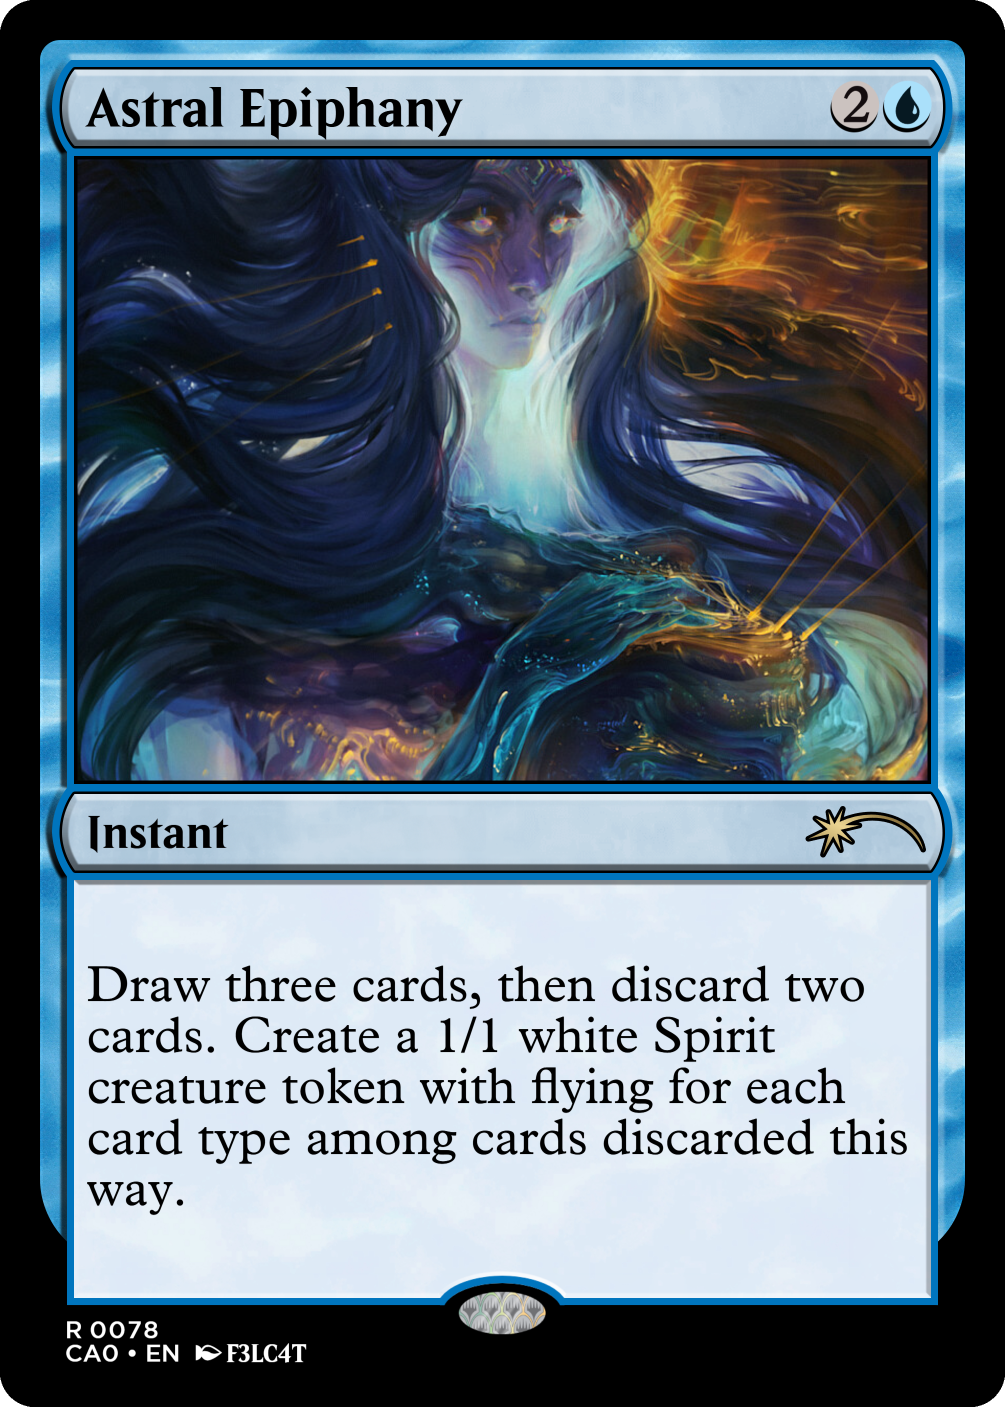 Astral Epiphany 2
Instant
Draw three cards, then discard two
cards. Create a 1/1 white Spirit
creature token with flying for each
card type among cards discarded this
way.
R 0078
CAO • EN F3LC4T